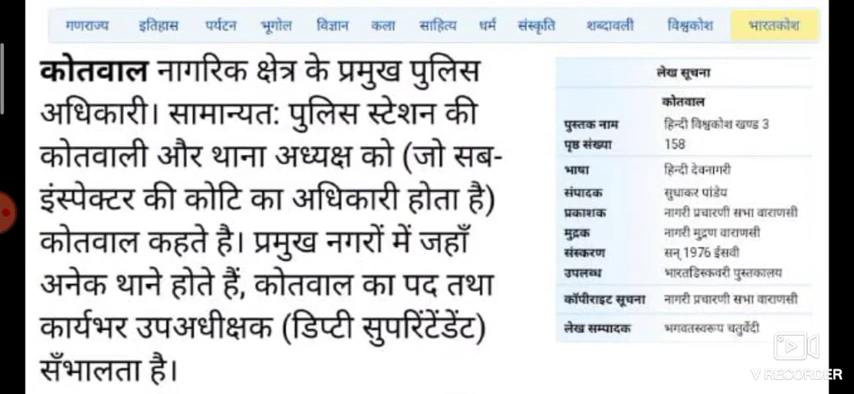 गणराज्य इतिहास पर्यटन भूगोल विज्ञान कला साहित्य धर्म संस्कृति शब्दावली विश्वकोश भारतकोश
कोतवाल नागरिक क्षेत्र के प्रमुख पुलिस
अधिकारी। सामान्यत: पुलिस स्टेशन की
कोतवाली और थाना अध्यक्ष को (जो सब-
इंस्पेक्टर की कोटि का अधिकारी होता है)
कोतवाल कहते है। प्रमुख नगरों में जहाँ
अनेक थाने होते हैं, कोतवाल का पद तथा
कार्यभर उपअधीक्षक (डिप्टी सुपरिंटेंडेंट)
सँभालता है।
लेख सूचना
कोतवाल
पुस्तक नाम हिन्दी विश्वकोश खण्ड 3
पृष्ठ संख्या 158
भाषा हिन्दी देवनागरी
संपादक सुधाकर पांडेय
प्रकाशक नागरी प्रचारणी सभा वाराणसी
मुद्रक नागरी मुद्रण वाराणसी
संस्करण सन् 1976 ईसवी
उपलब्ध भारतडिस्कवरी पुस्तकालय
कॉपीराइट सूचना नागरी प्रचारणी सभा वाराणसी
लेख सम्पादक भगवतस्वरूप चतुर्वेदी
V RECORDER